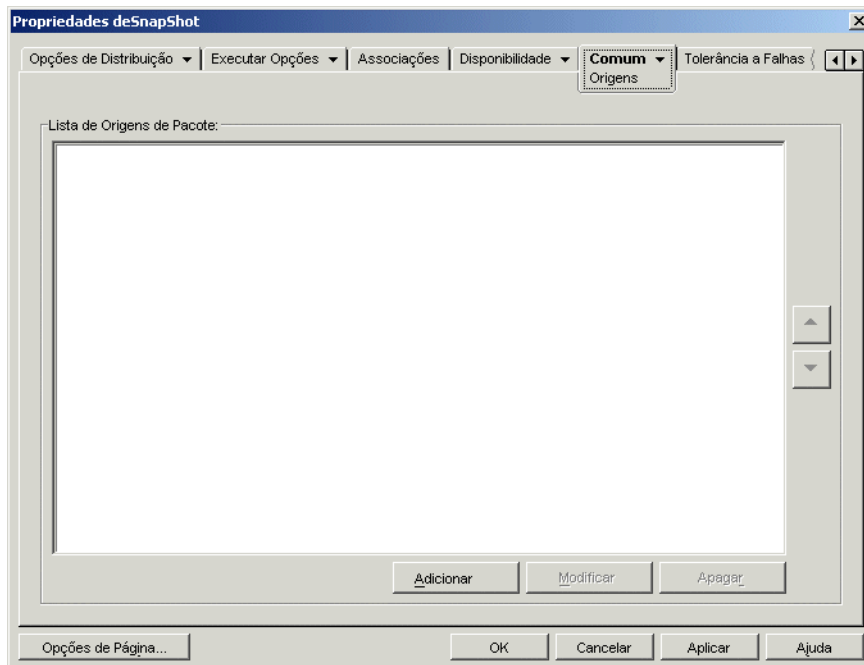 Propriedades deSnapShot
Opções de Distribuição Executar Opções Associações Disponibilidade Comum Tolerância a Falhas
Origens
Lista de Origens de Pacote:
Adicionar Modificar Apagar
Opções de Página... OK Cancelar Aplicar Ajuda